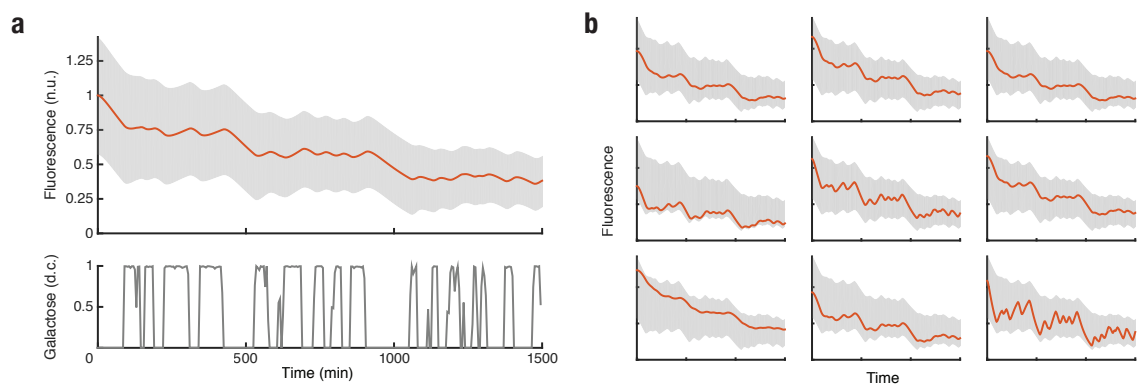 a
Fluorescence (n.u.)
1.25
1
0.75
0.5
0.25
0
Galactose (d.c.)
1
0.5
0
500
1000
1500
Time (min)
b
Fluorescence
Time